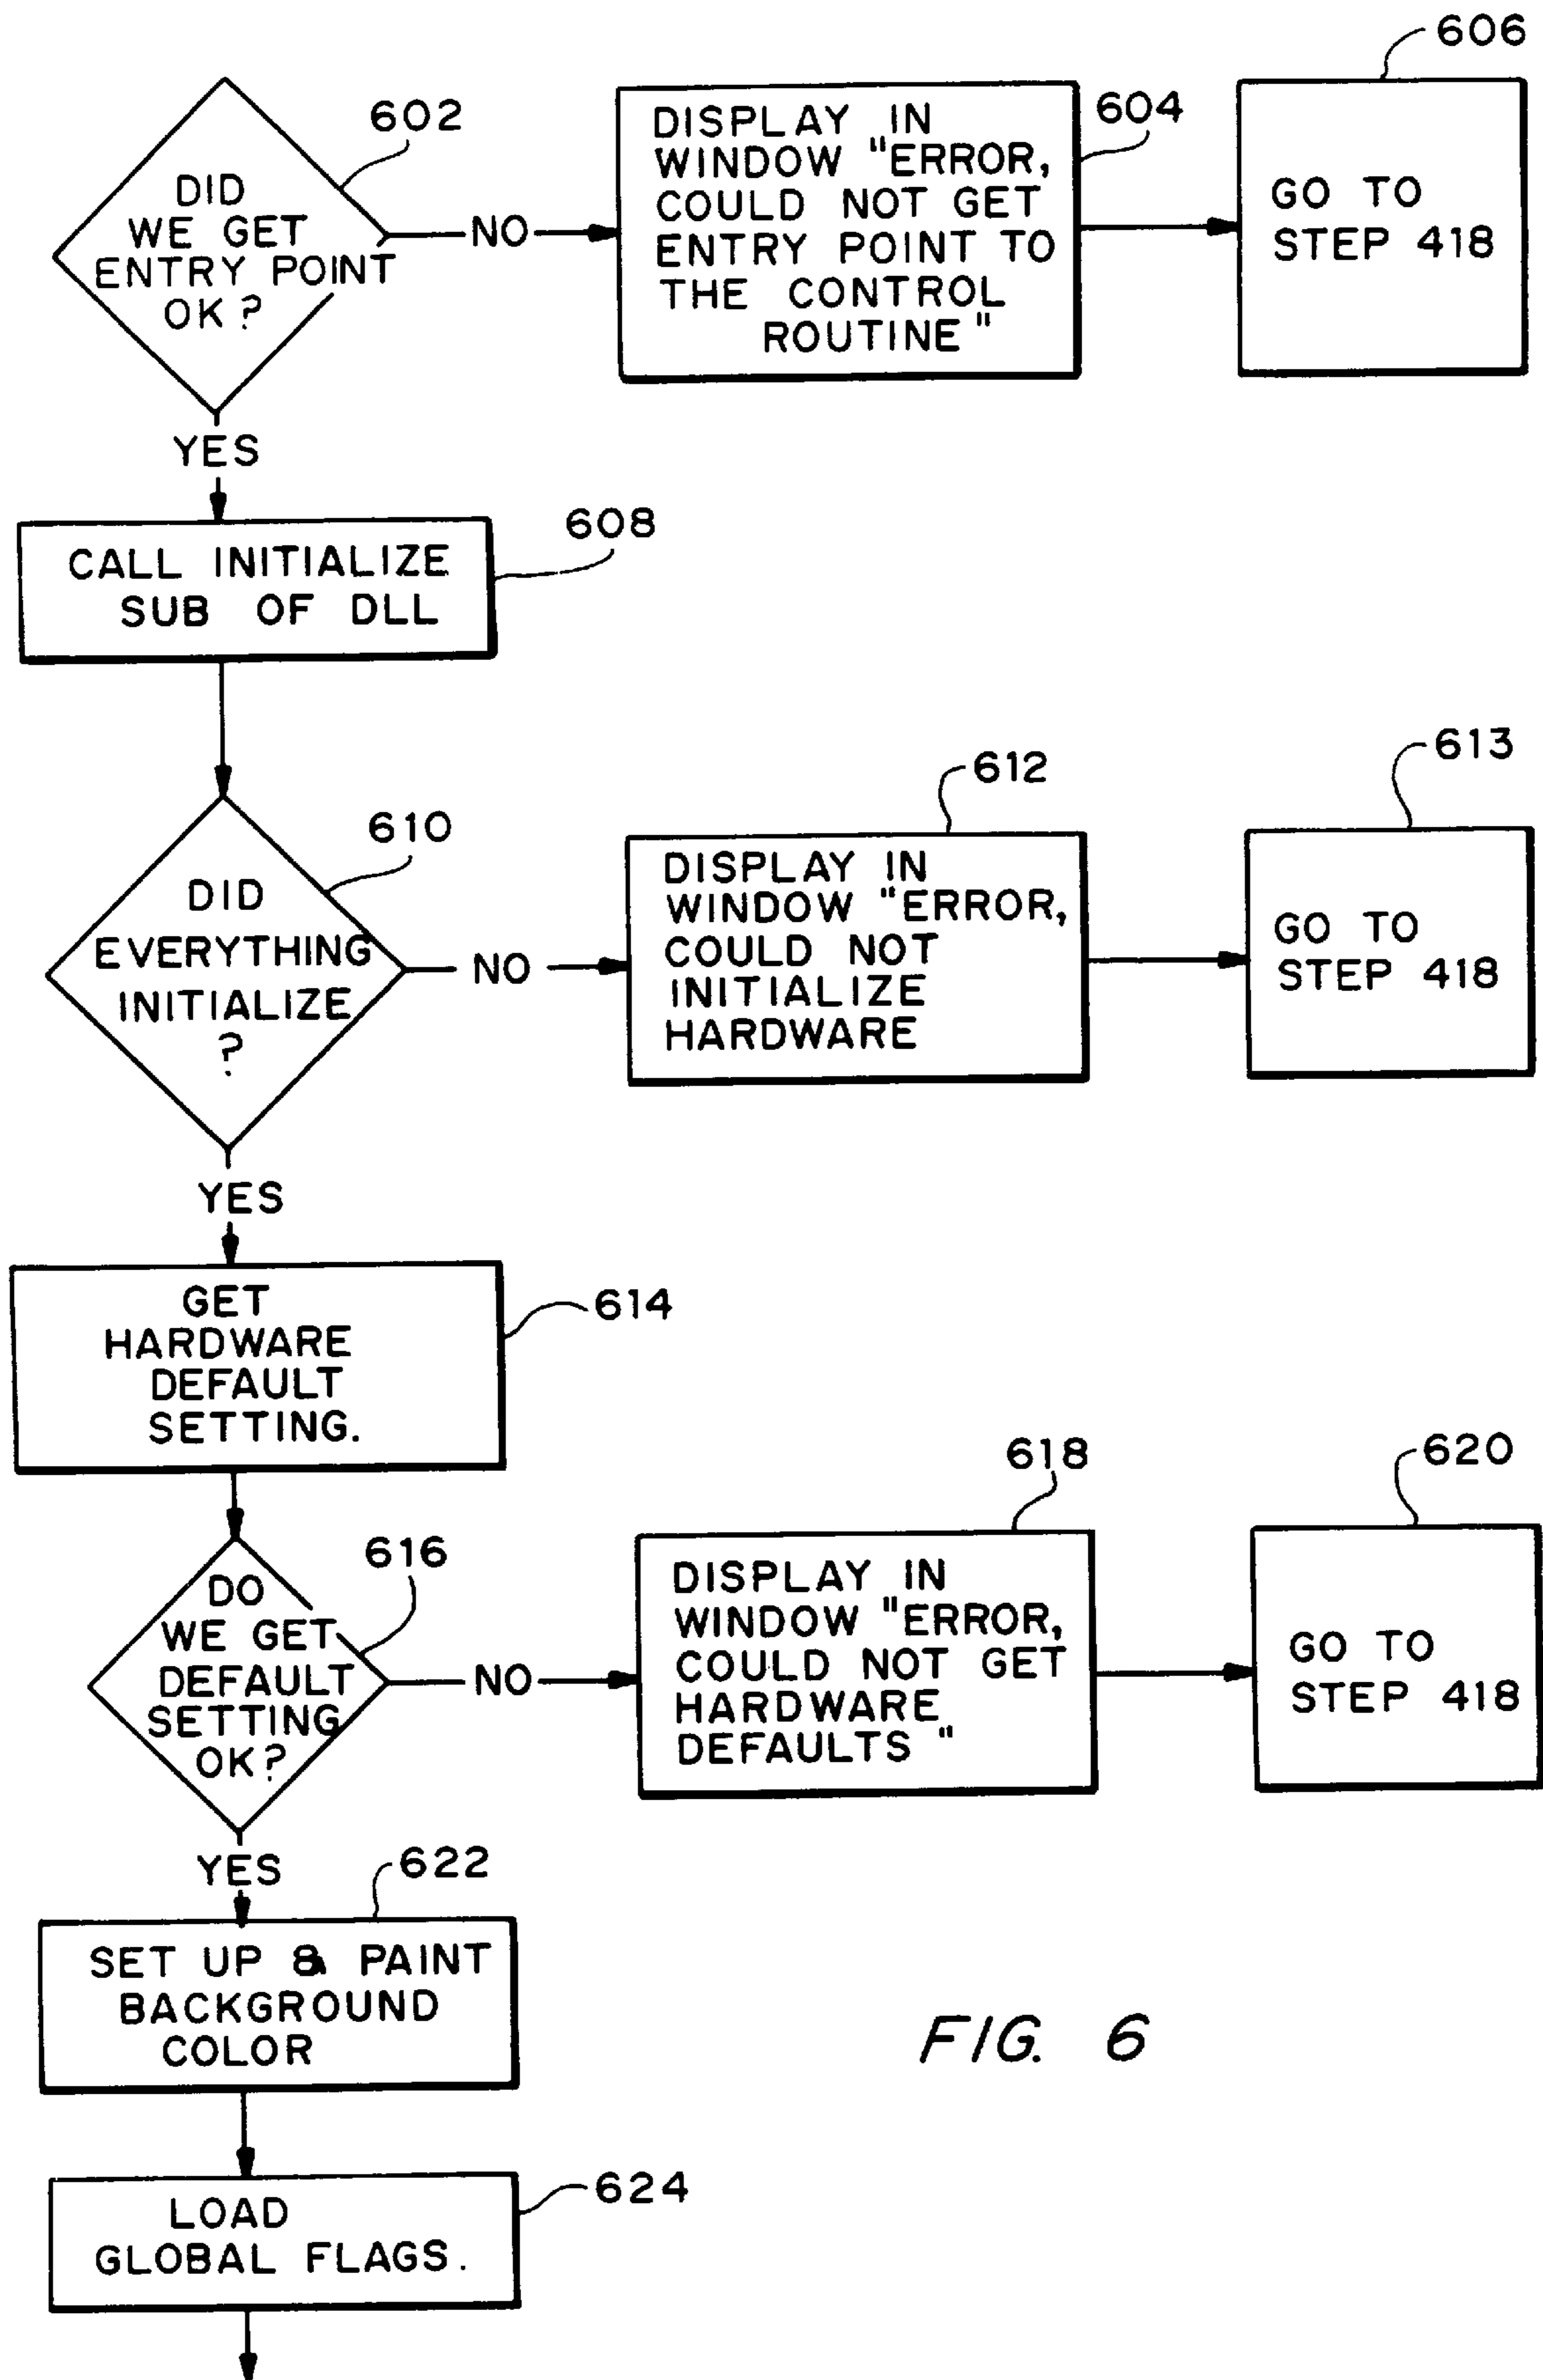 602
DID
WE GET
ENTRY POINT
OK?
NO
604
DISPLAY IN
WINDOW "ERROR,
COULD NOT GET
ENTRY POINT TO
THE CONTROL
ROUTINE"
606
GO TO
STEP 418
YES
608
CALL INITIALIZE
SUB OF DLL
610
DID
EVERYTHING
INITIALIZE
?
NO
612
DISPLAY IN
WINDOW "ERROR,
COULD NOT
INITIALIZE
HARDWARE
613
GO TO
STEP 418
YES
614
GET
HARDWARE
DEFAULT
SETTING.
616
DO
WE GET
DEFAULT
SETTING
OK?
NO
618
DISPLAY IN
WINDOW "ERROR,
COULD NOT GET
HARDWARE
DEFAULTS"
620
GO TO
STEP 418
YES
622
SET UP & PAINT
BACKGROUND
COLOR
624
LOAD
GLOBAL FLAGS.
FIG. 6